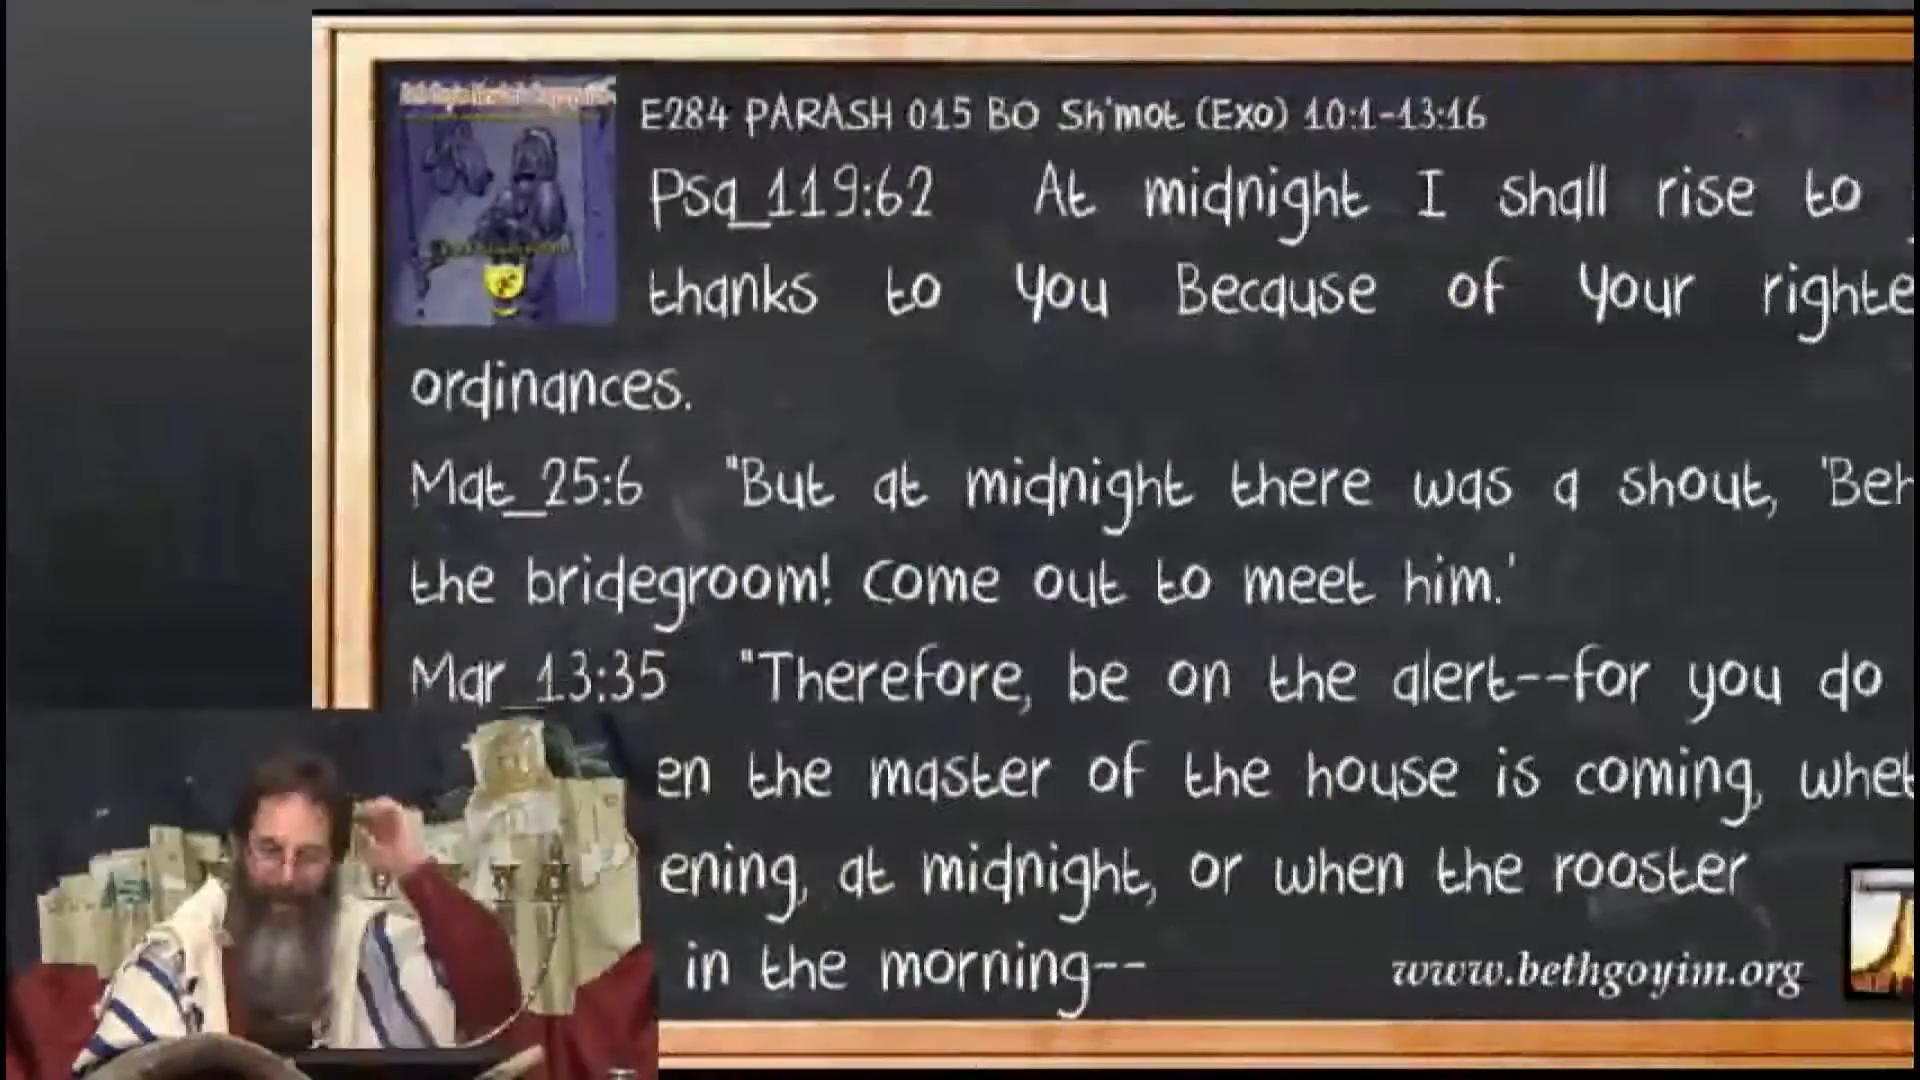 E284 PARASH 015 BO Sh'mot (Exo) 10:1-13:16
Psa_119:62 At midnight I shall rise to
thanks to You Because of Your righte
ordinances.
Mat_25:6 "But at midnight there was a shout, 'Beh
the bridegroom! Come out to meet him.'
Mar_13:35 "Therefore, be on the alert--for you do
en the master of the house is coming, whet
ening, at midnight, or when the rooster
in the morning--
www.bethgoyim.org